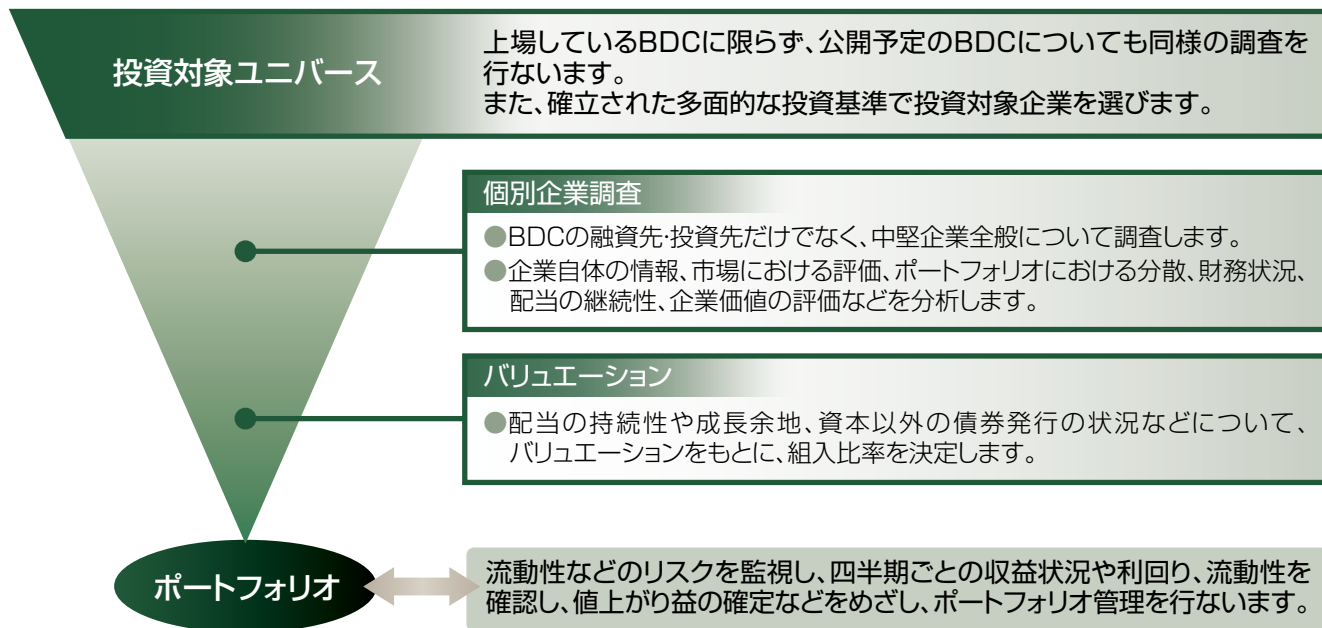 投資対象ユニバース
上場しているBDCに限らず、公開予定のBDCについても同様の調査を
行ないます。
また、確立された多面的な投資基準で投資対象企業を選びます。
個別企業調査
●BDCの融資先・投資先だけでなく、中堅企業全般について調査します。
●企業自体の情報、市場における評価、ポートフォリオにおける分散、財務状況、
配当の継続性、企業価値の評価などを分析します。
バリュエーション
●配当の持続性や成長余地、資本以外の債券発行の状況などについて、
バリュエーションをもとに、組入比率を決定します。
ポートフォリオ
流動性などのリスクを監視し、四半期ごとの収益状況や利回り、流動性を
確認し、値上がり益の確定などをめざし、ポートフォリオ管理を行ないます。